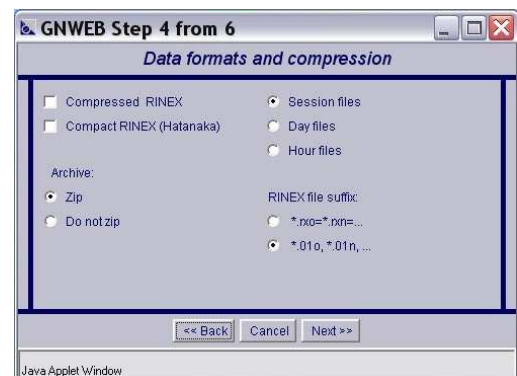 GNWEB Step 4 from 6
Data formats and compression
Compressed RINEX
Compact RINEX (Hatanaka)
Archive:
Zip
Do not zip
Session files
Day files
Hour files
RINEX file suffix:
*.rxo=*.rxn=...
*.01o, *.01n, ...
<< Back
Cancel
Next >>
Java Applet Window